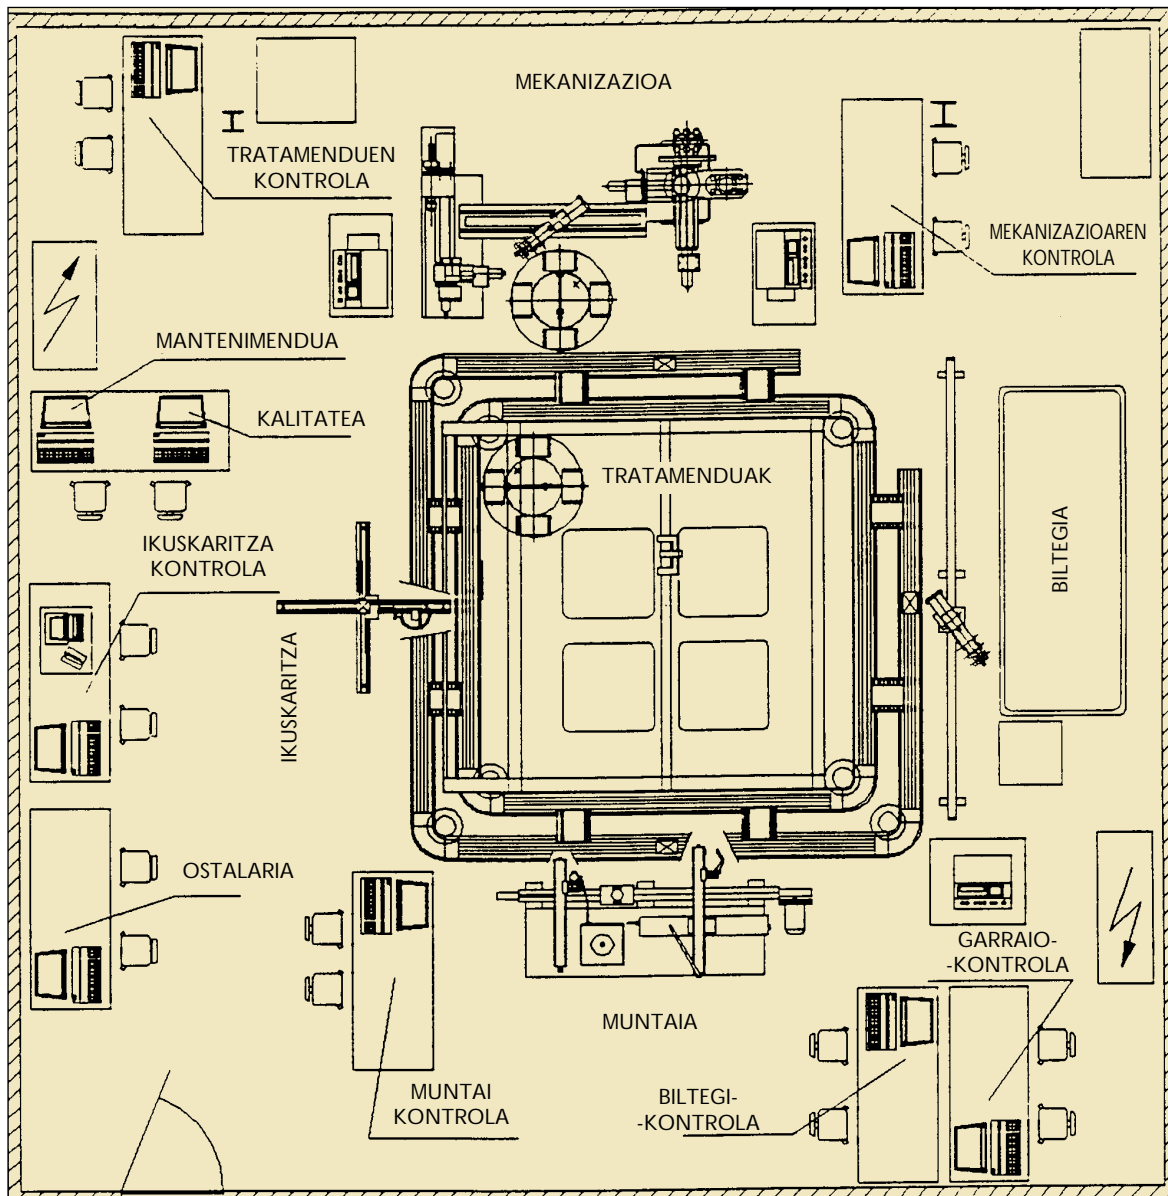 MEKANIZAZIOA
TRATAMENDUEN
KONTROLA
MEKANIZAZIOAREN
KONTROLA
MANTENIMENDUA
KALITATEA
TRATAMENDUAK
IKUSKARITZA
KONTROLA
BILTEGIA
IKUSKARITZA
OSTALARIA
GARRAIO-
-KONTROLA
MUNTAIA
MUNTAI
KONTROLA
BILTEGI-
-KONTROLA